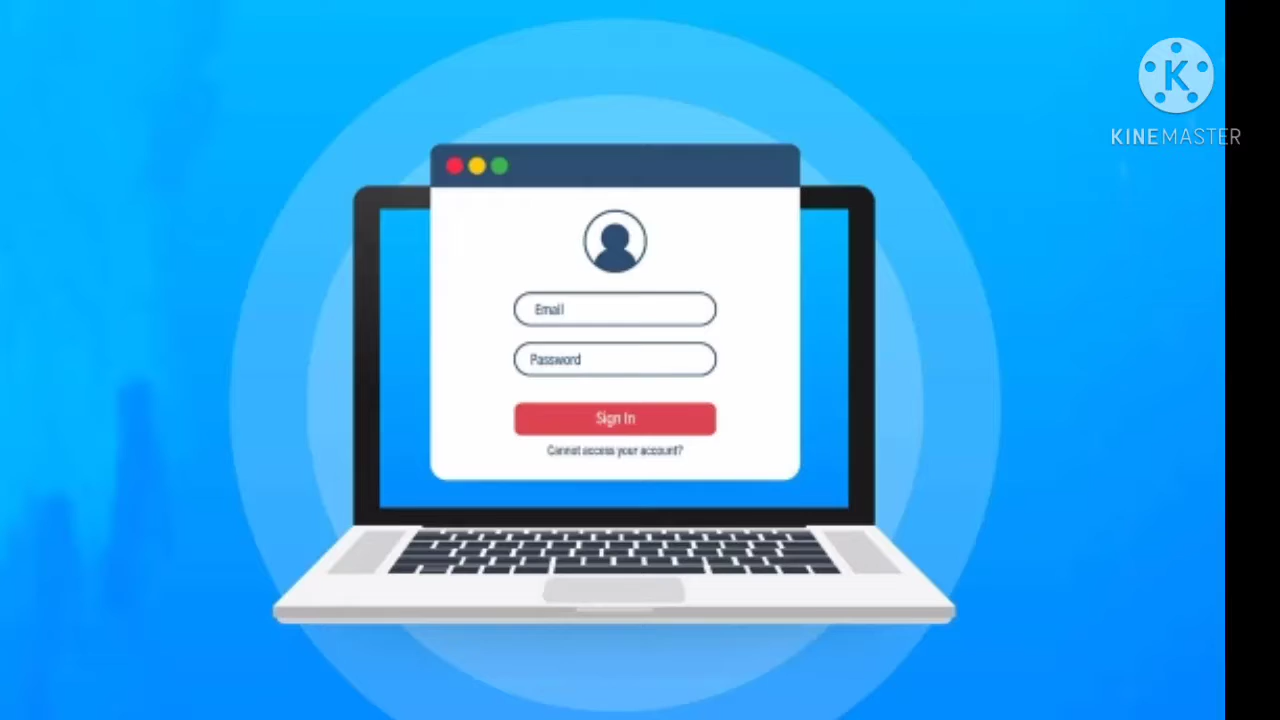 K
KINEMASTER
Email
Password
Sign In
Cannot access your account?